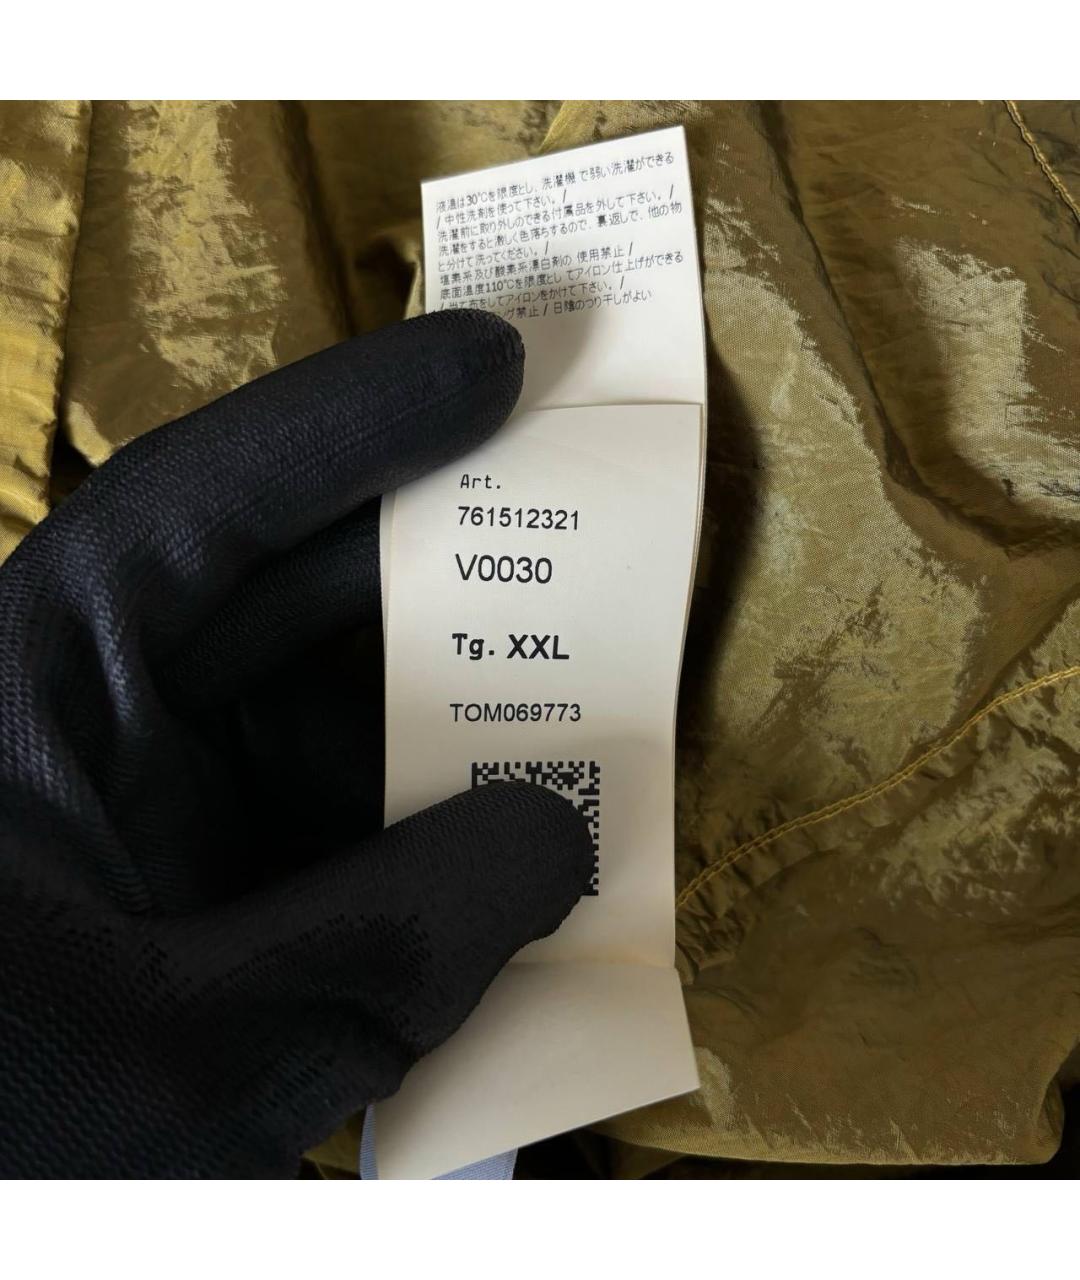 液温は30℃を限度とし、洗濯機 で弱い洗濯ができる
/ 中性洗剤を使って下さい。 /
洗濯前に取り外しのできる付属品を外して下さい。 /
洗濯をすると激しく色落ちするので、裏返しで、他の物
と分けて洗ってください。 /
塩素系及び酸素系漂白剤の 使用禁止 /
底面温度110℃を限度とし てアイロン仕上げができる
/ 当て布をしてアイロンをかけて下さい。 /
ング禁止 / 日陰のつり干しがよい
Art.
761512321
V0030
Tg. XXL
TOM069773